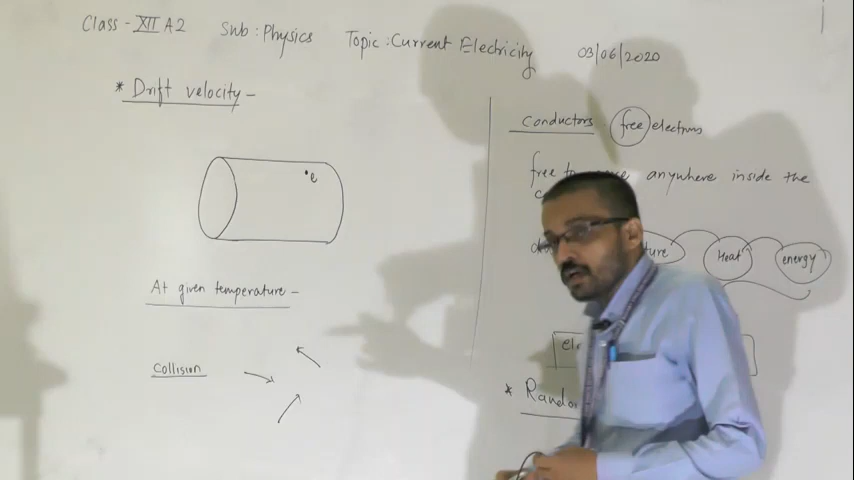 Class - XII A2 Sub : Physics Topic : Current Electricity 03/06/2020
* Drift velocity -
e
At given temperature -
Collision
Conductors free electrons
free to anywhere inside the
Heat energy
* Random